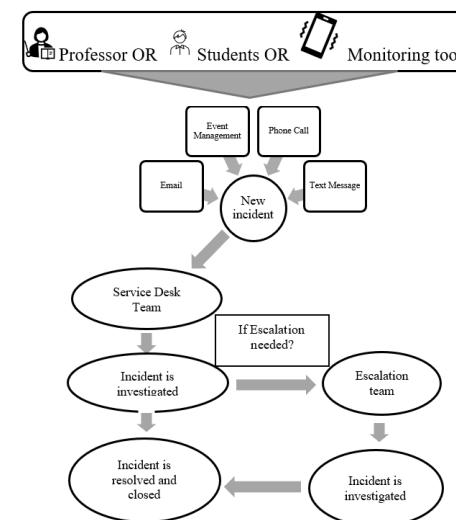 Professor OR Students OR Monitoring too
Event
Management
Phone Call
Email
Text Message
New
incident
Service Desk
Team
If Escalation
needed?
Incident is
investigated
Escalation
team
Incident is
resolved and
closed
Incident is
investigated